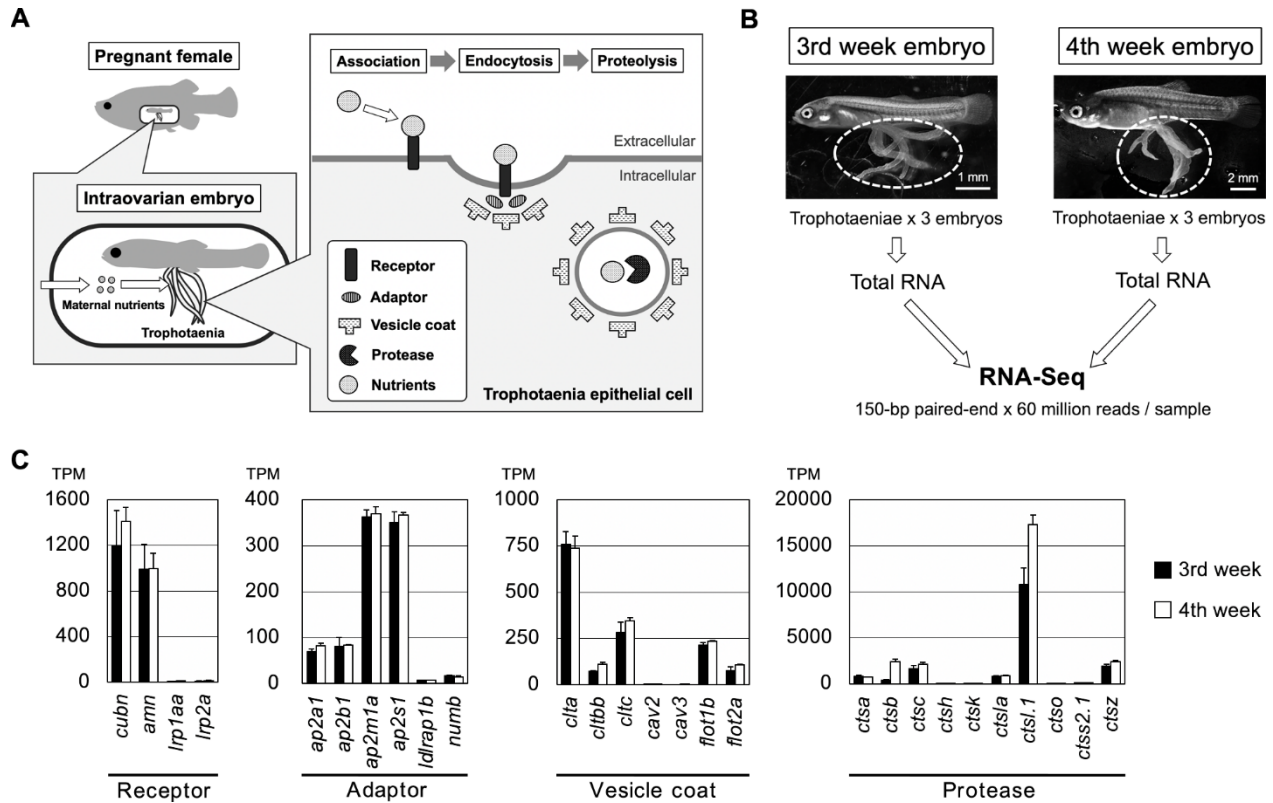 A
Pregnant female
Intraovarian embryo
Maternal nutrients
Trophotaenia
Association
Endocytosis
Proteolysis
Extracellular
Intracellular
Receptor
Adaptor
Vesicle coat
Protease
Nutrients
Trophotaenia epithelial cell
B
3rd week embryo
4th week embryo
1 mm
2 mm
Trophotaeniae x 3 embryos
Trophotaeniae x 3 embryos
Total RNA
Total RNA
RNA-Seq
150-bp paired-end x 60 million reads / sample
C
TPM
1600
1200
800
400
0
cubn
amn
lrp1aa
lrp2a
Receptor
TPM
400
300
200
100
0
ap2a1
ap2b1
ap2m1a
ap2s1
ldlrap1b
numb
Adaptor
TPM
1000
750
500
250
0
clta
cltbb
cltc
cav2
cav3
flot1b
flot2a
Vesicle coat
TPM
20000
15000
10000
5000
0
ctsa
ctsb
ctsc
ctsh
ctsk
ctsla
ctsl.1
ctso
ctss2.1
ctsz
Protease
3rd week
4th week